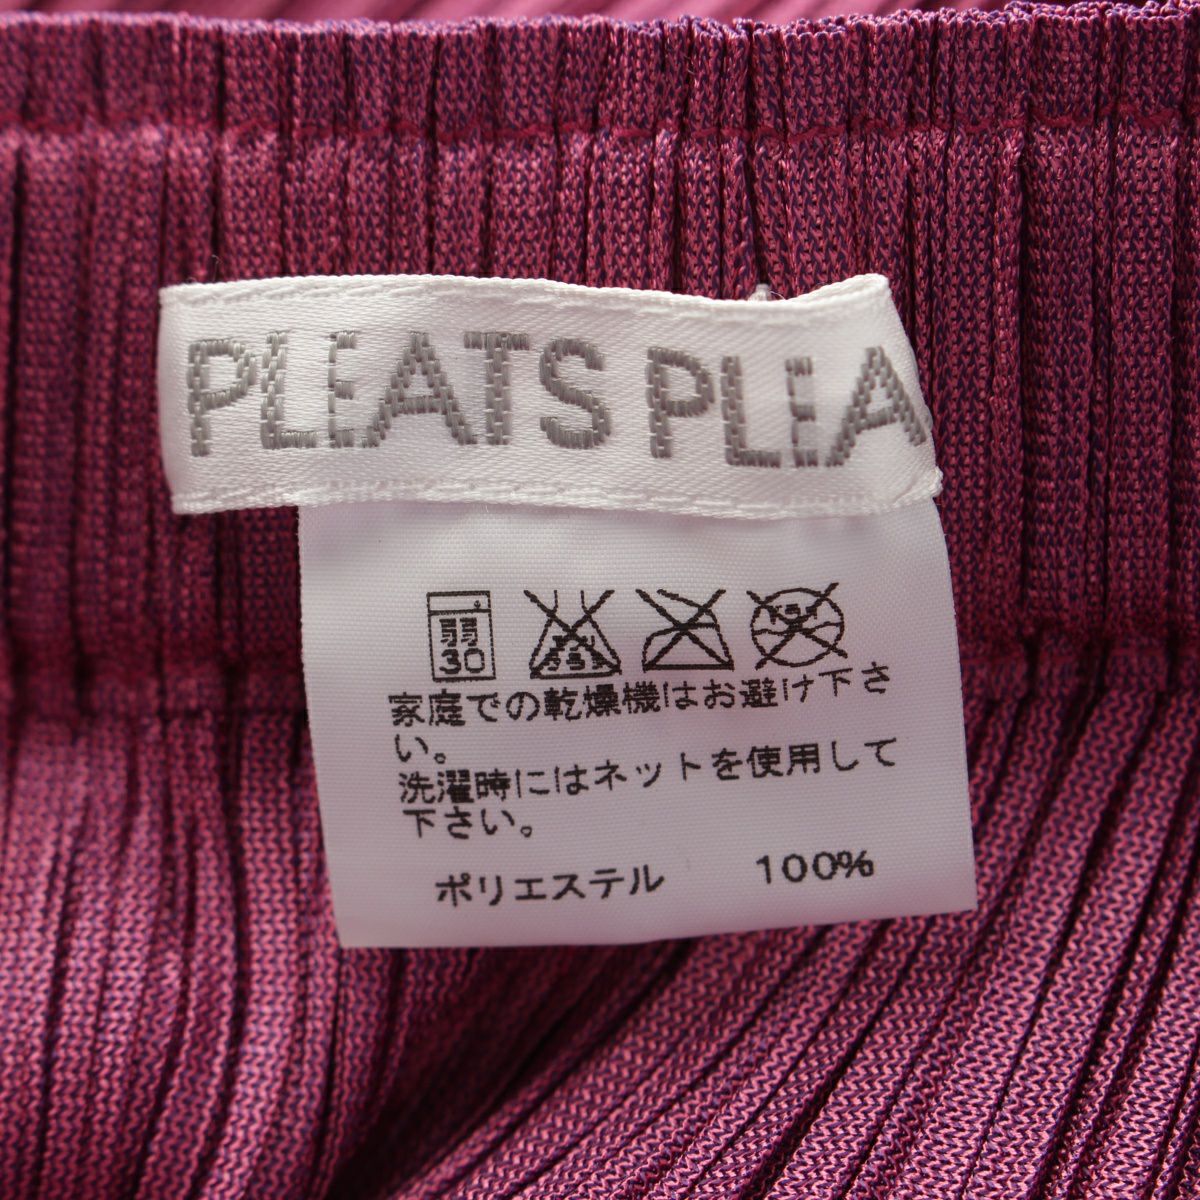 PLEATS PLEA
弱
30
家庭での乾燥機はお避け下さ
い。
洗濯時にはネットを使用して
下さい。
ポリエステル 100%